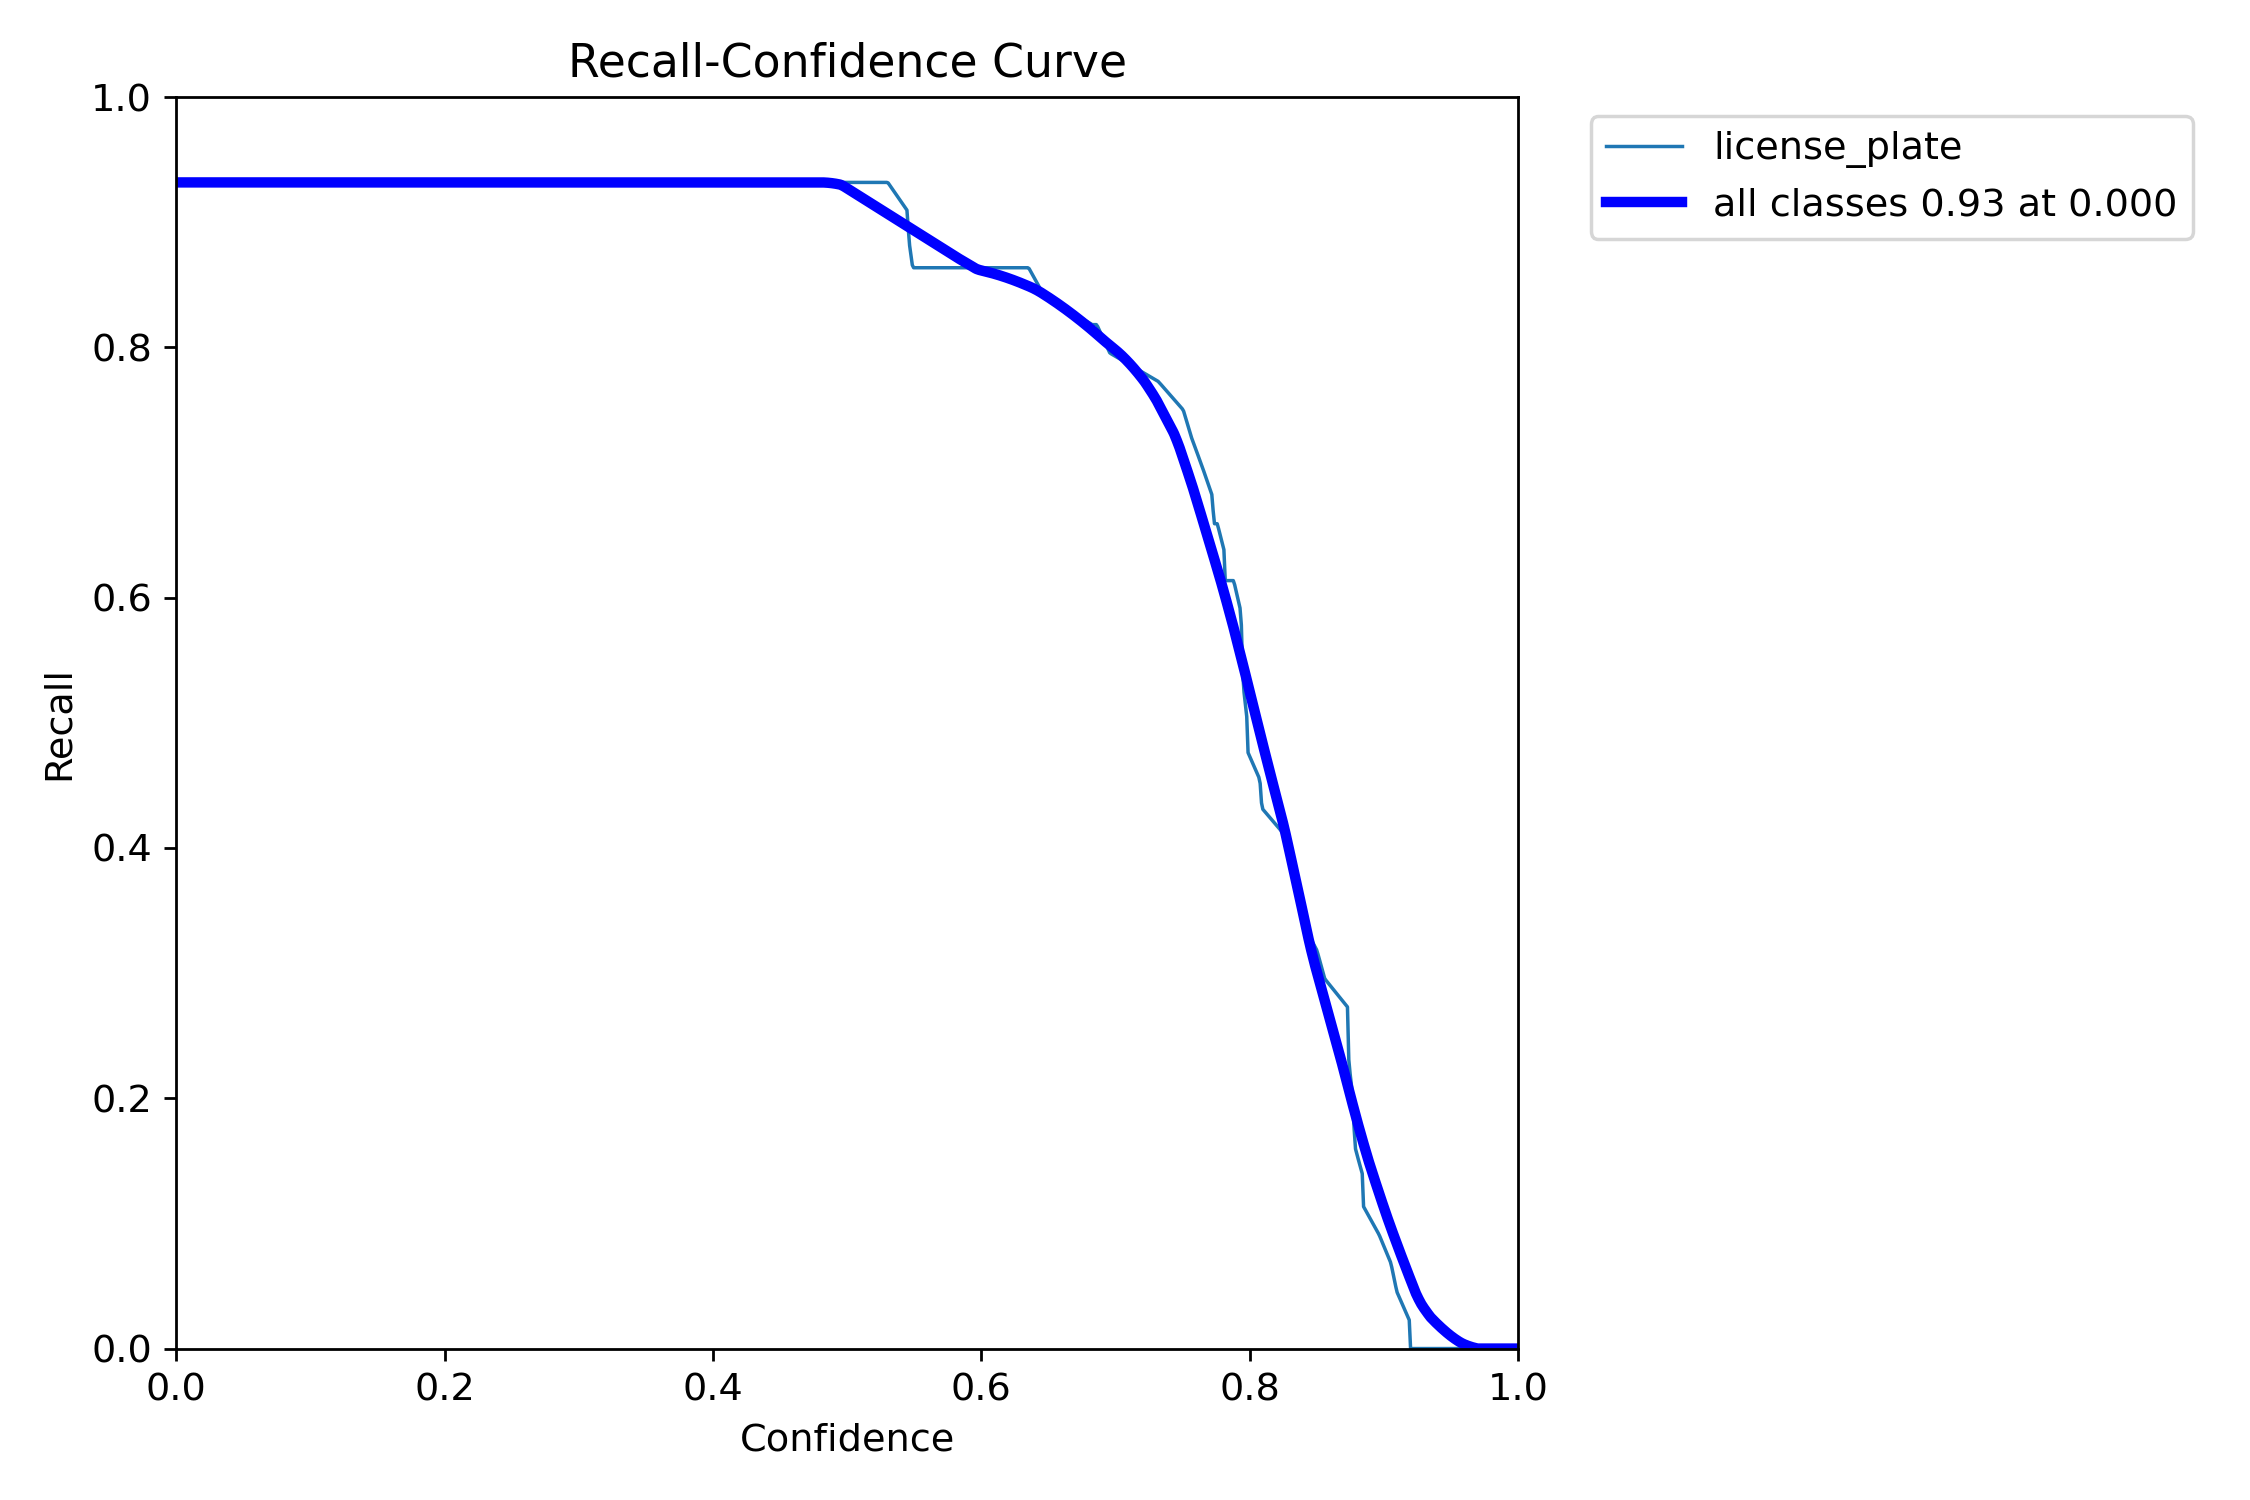 Recall-Confidence Curve
1.0
0.8
0.6
0.4
0.2
0.0
Recall
0.0 0.2 0.4 0.6 0.8 1.0
Confidence
license_plate
all classes 0.93 at 0.000